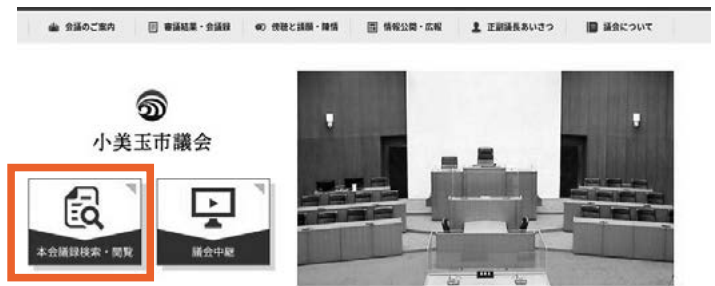 会議のご案内
審議結果・会議録
傍聴と請願・陳情
情報公開・広報
正副議長あいさつ
議会について
小美玉市議会
本会議録検索・閲覧
議会中継